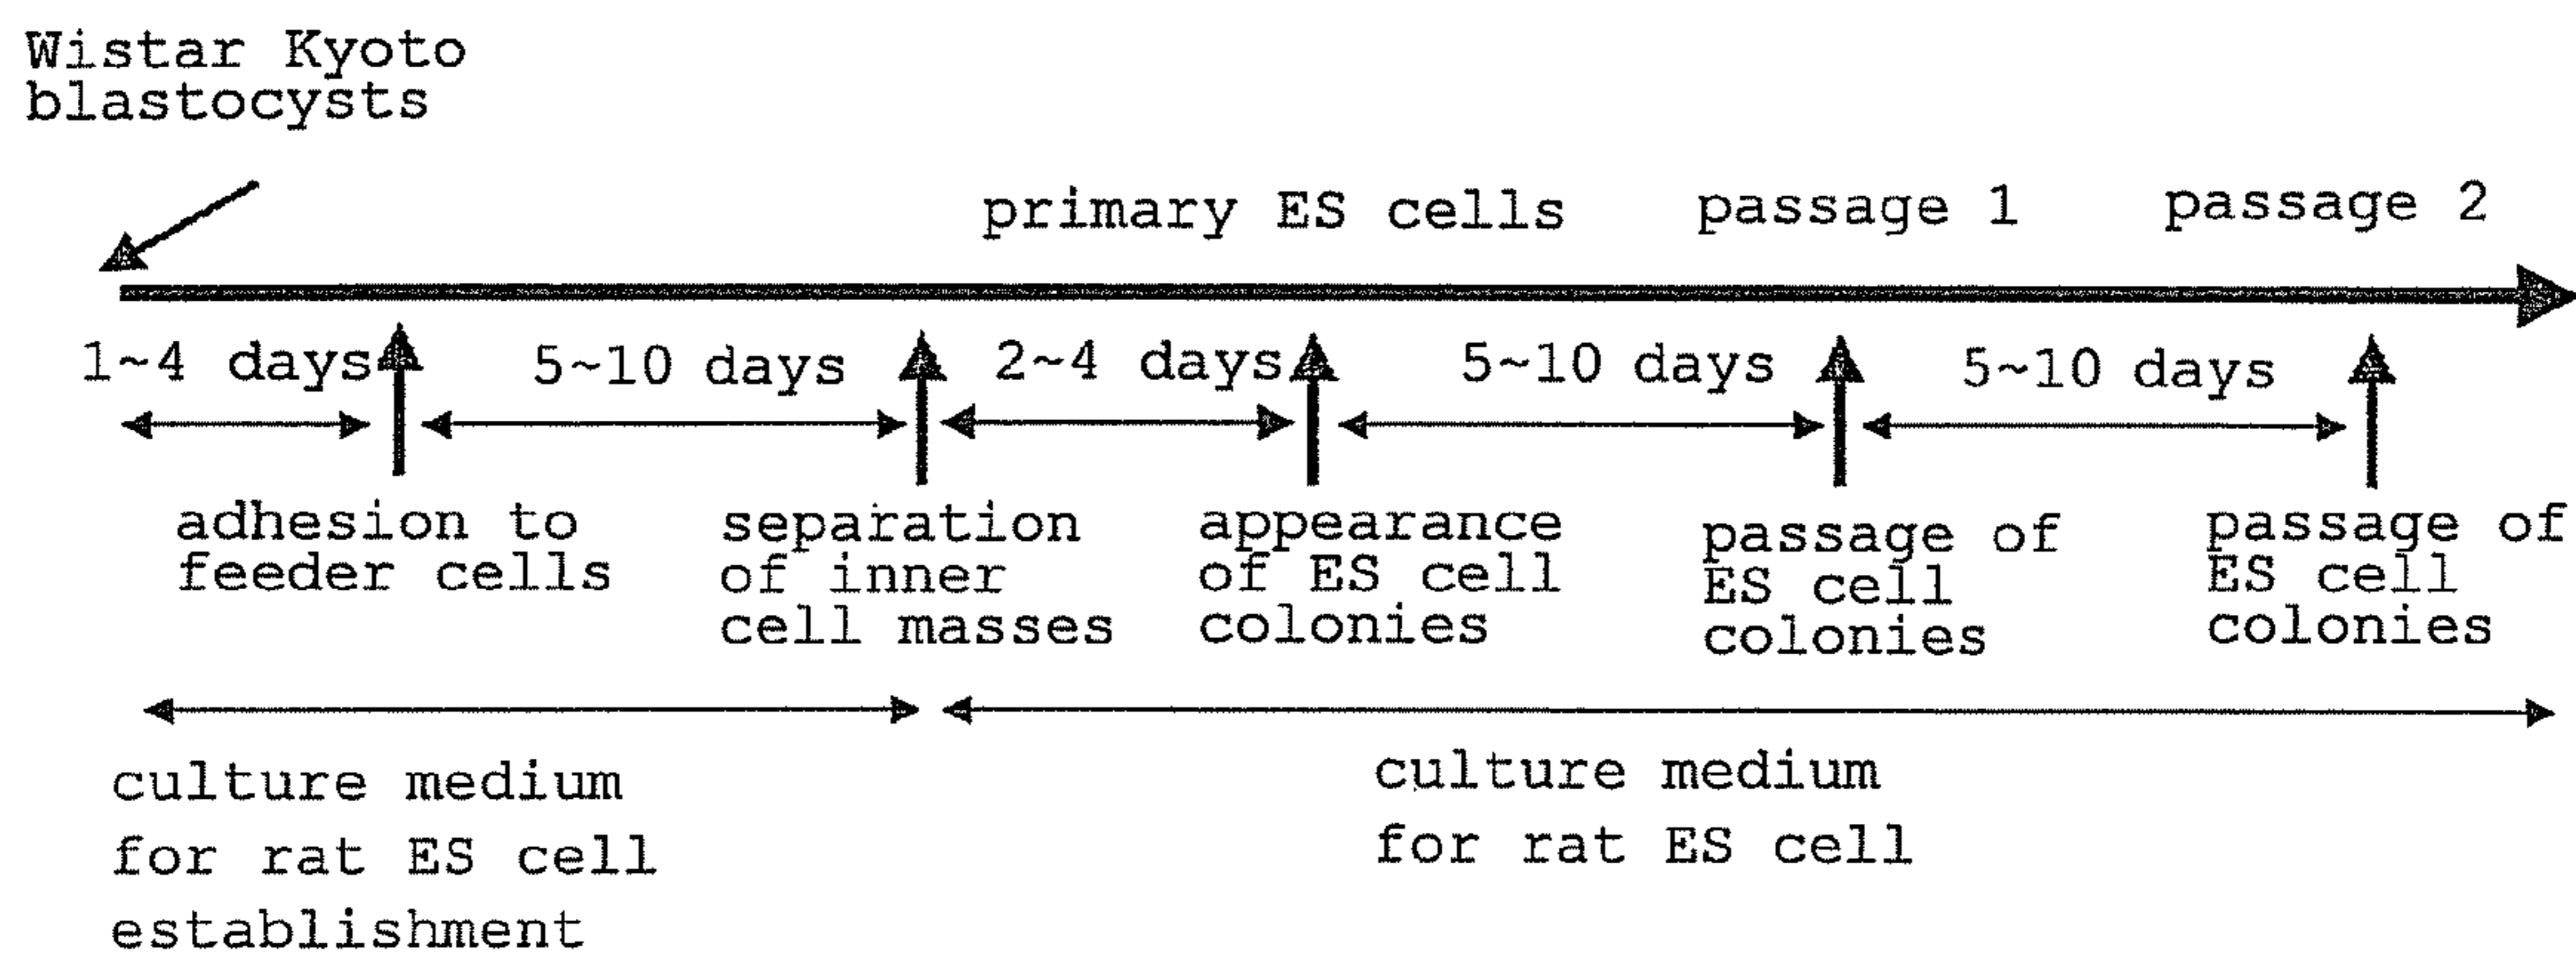 Wistar Kyoto
blastocysts
primary ES cells
passage 1
passage 2
1~4 days
5~10 days
2~4 days
5~10 days
5~10 days
adhesion to
feeder cells
separation
of inner
cell masses
appearance
of ES cell
colonies
passage of
ES cell
colonies
passage of
ES cell
colonies
culture medium
for rat ES cell
establishment
culture medium
for rat ES cell